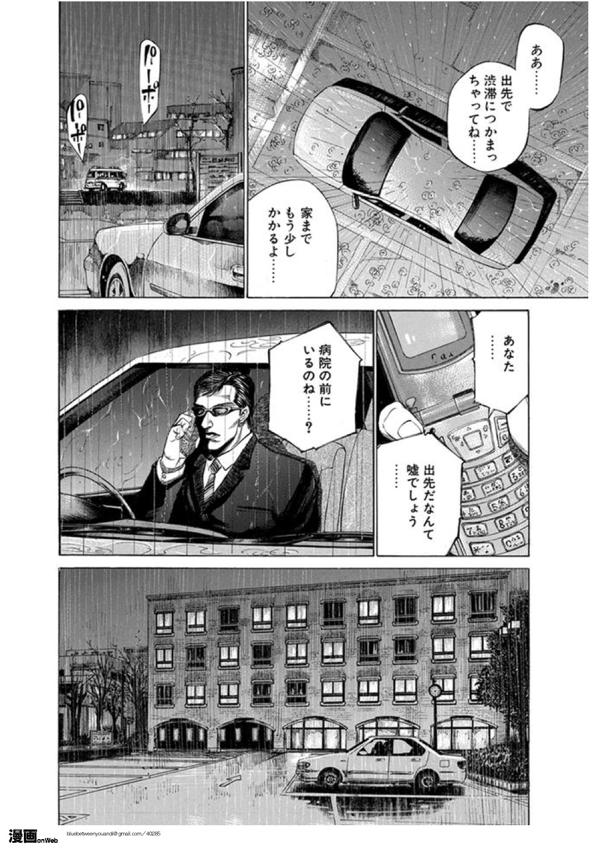 ああ……
出先で
渋滞につかまっ
ちゃってね……
家まで
もう少し
かかるよ……
パーポー
パーポー
あなた
……
出先だなんて
嘘でしょう
……
病院の前に
いるのね……?
漫画onWeb
bluebetweenyouandi@gmail.com/40285